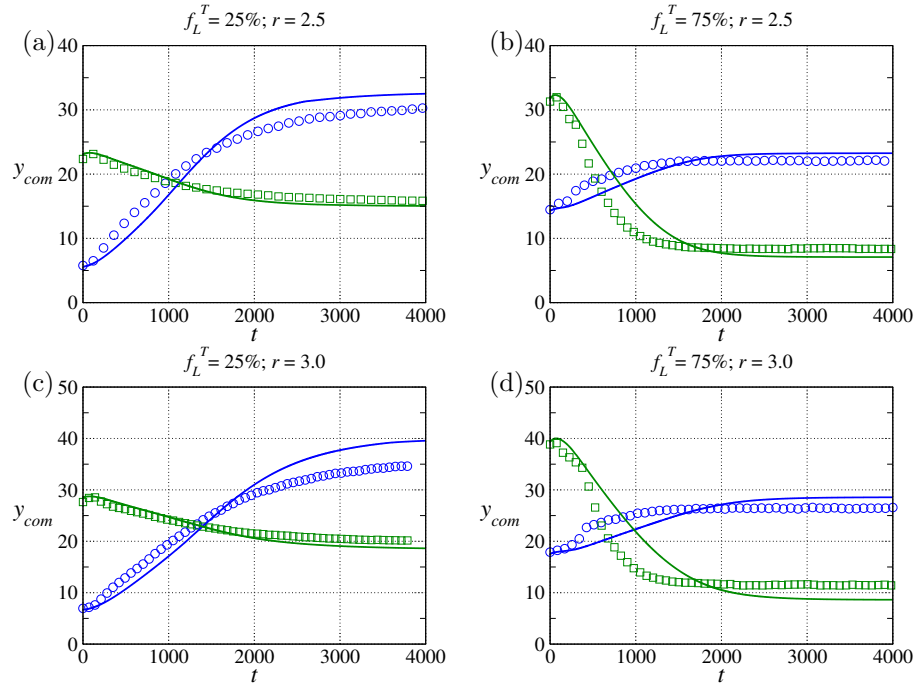 f_L^T = 25%; r = 2.5
f_L^T = 75%; r = 2.5
(a)
(b)
40
30
20
10
0
y_com
0 1000 2000 3000 4000
t
40
30
20
10
0
y_com
0 1000 2000 3000 4000
t
f_L^T = 25%; r = 3.0
f_L^T = 75%; r = 3.0
(c)
(d)
50
40
30
20
10
0
y_com
0 1000 2000 3000 4000
t
50
40
30
20
10
0
y_com
0 1000 2000 3000 4000
t